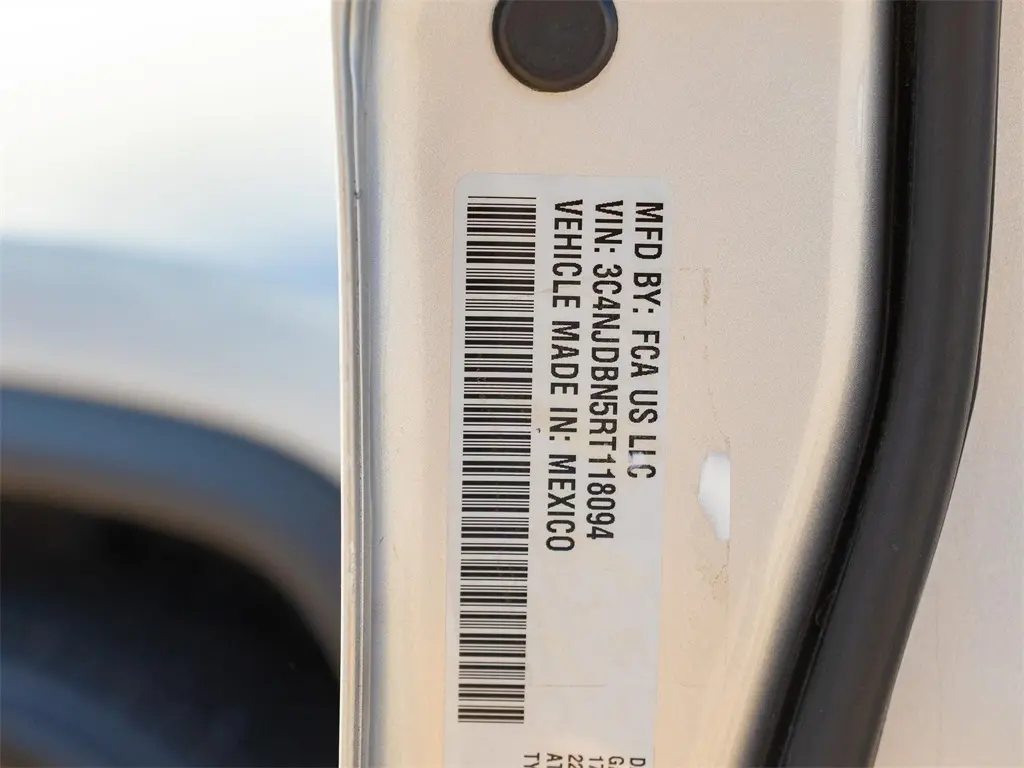 MFD BY: FCA US LLC
VIN: 3C4NJDBN5RT118094
VEHICLE MADE IN: MEXICO